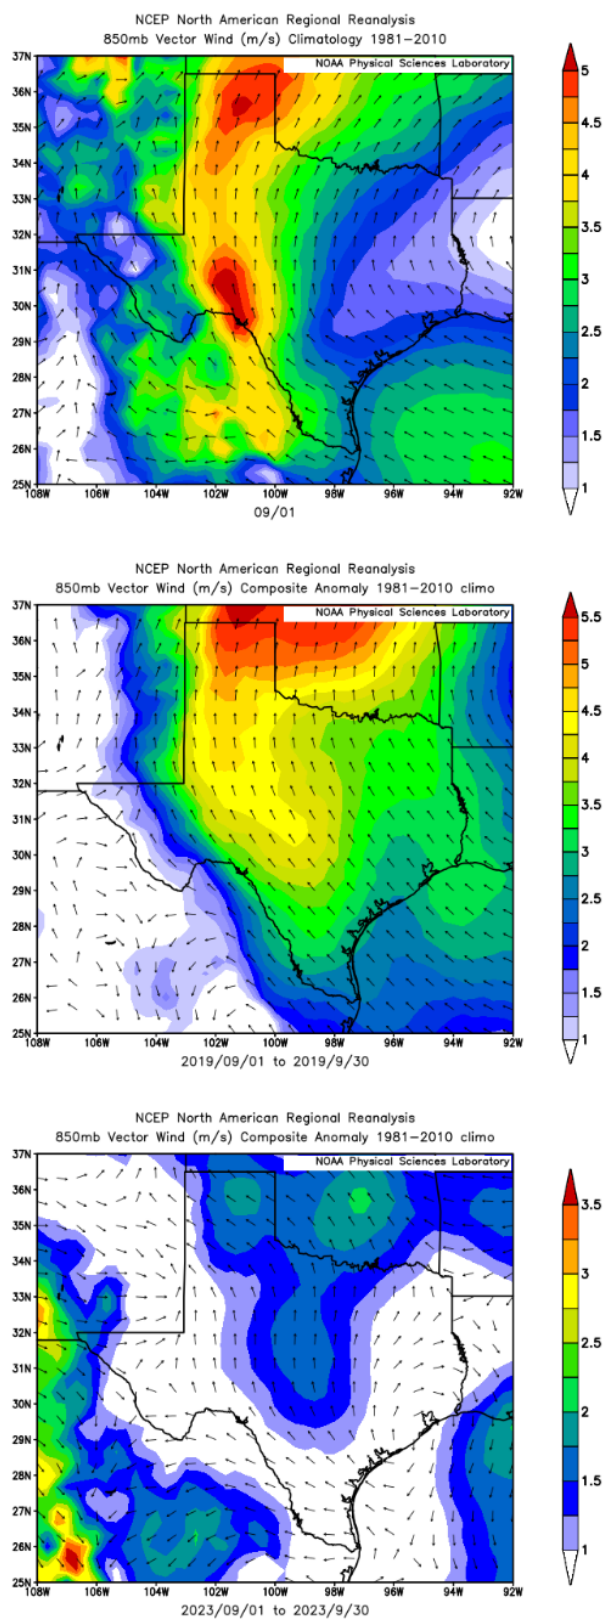 NCEP North American Regional Reanalysis
850mb Vector Wind (m/s) Climatology 1981-2010
NOAA Physical Sciences Laboratory
37N
36N
35N
34N
33N
32N
31N
30N
29N
28N
27N
26N
25N
108W 106W 104W 102W 100W 98W 96W 94W 92W
09/01
5
4.5
4
3.5
3
2.5
2
1.5
1
NCEP North American Regional Reanalysis
850mb Vector Wind (m/s) Composite Anomaly 1981-2010 climo
NOAA Physical Sciences Laboratory
37N
36N
35N
34N
33N
32N
31N
30N
29N
28N
27N
26N
25N
108W 106W 104W 102W 100W 98W 96W 94W 92W
2019/09/01 to 2019/9/30
5.5
5
4.5
4
3.5
3
2.5
2
1.5
1
NCEP North American Regional Reanalysis
850mb Vector Wind (m/s) Composite Anomaly 1981-2010 climo
NOAA Physical Sciences Laboratory
37N
36N
35N
34N
33N
32N
31N
30N
29N
28N
27N
26N
25N
108W 106W 104W 102W 100W 98W 96W 94W 92W
2023/09/01 to 2023/9/30
3.5
3
2.5
2
1.5
1